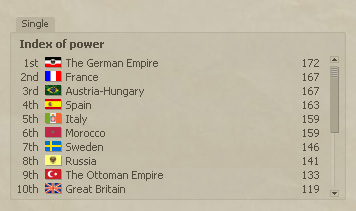 Single
Index of power
1st The German Empire 172
2nd France 167
3rd Austria-Hungary 167
4th Spain 163
5th Italy 159
6th Morocco 159
7th Sweden 146
8th Russia 141
9th The Ottoman Empire 133
10th Great Britain 119